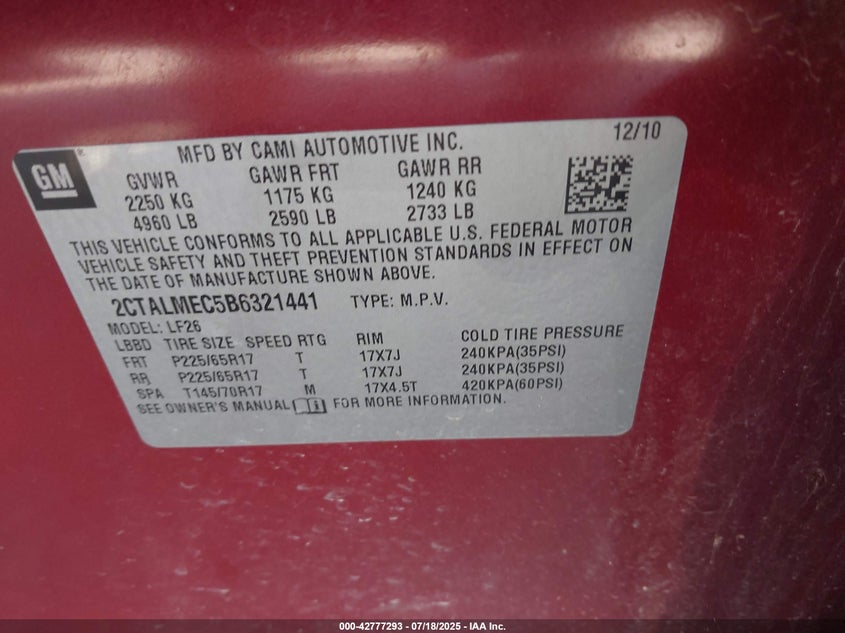 GM ®
MFD BY CAMI AUTOMOTIVE INC.
12/10
GVWR GAWR FRT GAWR RR
2250 KG 1175 KG 1240 KG
4960 LB 2590 LB 2733 LB
THIS VEHICLE CONFORMS TO ALL APPLICABLE U.S. FEDERAL MOTOR
VEHICLE SAFETY AND THEFT PREVENTION STANDARDS IN EFFECT ON
THE DATE OF MANUFACTURE SHOWN ABOVE.
2CTALMEC5B6321441 TYPE: M.P.V.
MODEL: LF26
LBBD TIRE SIZE SPEED RTG RIM COLD TIRE PRESSURE
FRT P225/65R17 T 17X7J 240KPA(35PSI)
RR P225/65R17 T 17X7J 240KPA(35PSI)
SPA T145/70R17 M 17X4.5T 420KPA(60PSI)
SEE OWNER'S MANUAL FOR MORE INFORMATION.
000-42777293 - 07/18/2025 - IAA Inc.